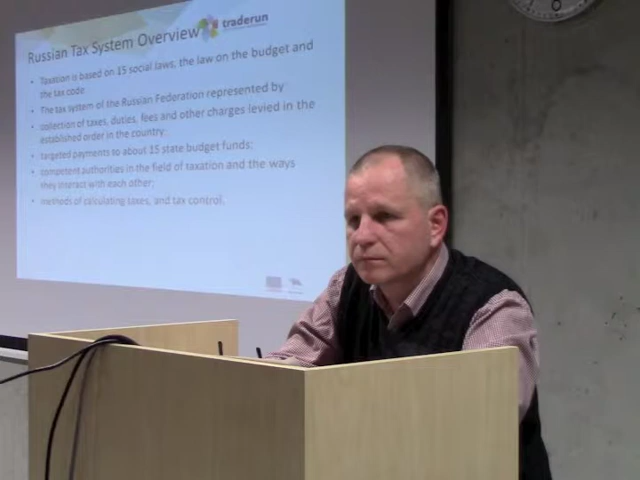 traderun
Russian Tax System Overview
• Taxation is based on 15 social laws, the law on the budget and
the tax code
• The tax system of the Russian Federation represented by
• collection of taxes, duties, fees and other charges levied in the
established order in the country;
• targeted payments to about 15 state budget funds;
• competent authorities in the field of taxation and the ways
they interact with each other;
• methods of calculating taxes, and tax control.